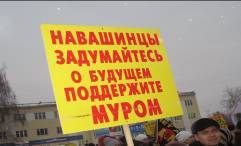 НАВАШИНЦЫ
ЗАДУМАЙТЕСЬ
О БУДУЩЕМ
ПОДДЕРЖИТЕ
МУРОМ